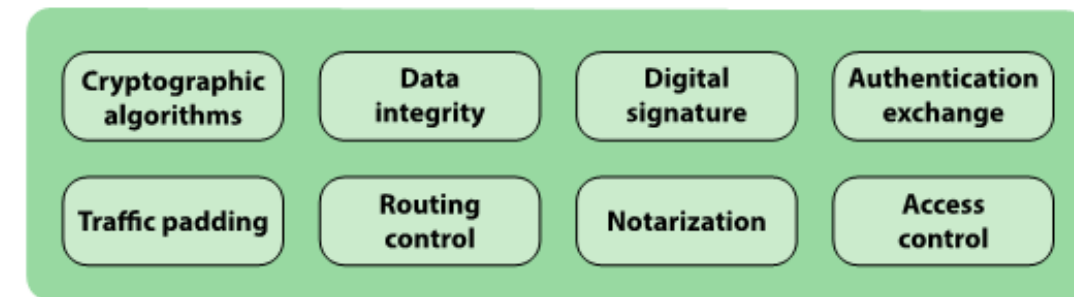 Cryptographic
algorithms
Data
integrity
Digital
signature
Authentication
exchange
Traffic padding
Routing
control
Notarization
Access
control